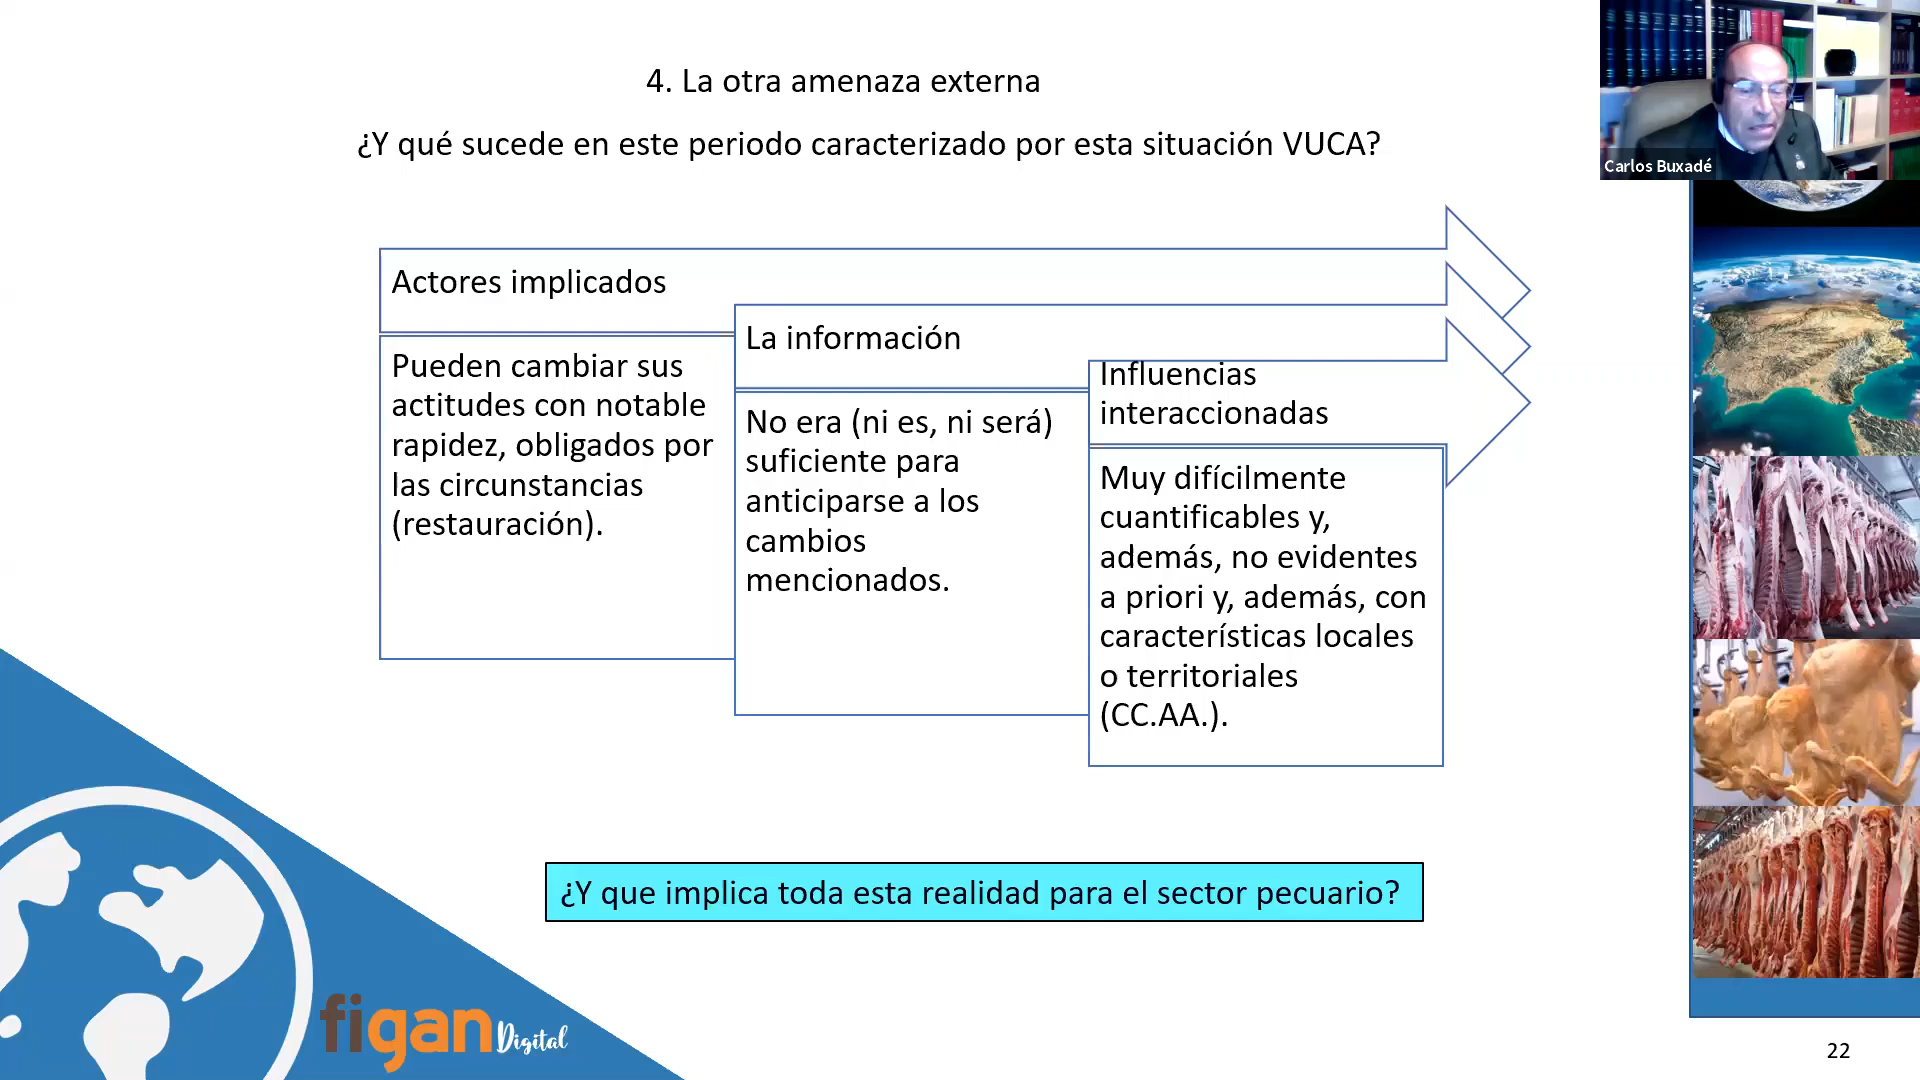 4. La otra amenaza externa
¿Y qué sucede en este periodo caracterizado por esta situación VUCA?
Carlos Buxadé
Actores implicados
Pueden cambiar sus
actitudes con notable
rapidez, obligados por
las circunstancias
(restauración).
La información
No era (ni es, ni será)
suficiente para
anticiparse a los
cambios
mencionados.
Influencias
interaccionadas
Muy difícilmente
cuantificables y,
además, no evidentes
a priori y, además, con
características locales
o territoriales
(CC.AA.).
¿Y que implica toda esta realidad para el sector pecuario?
figan Digital
22